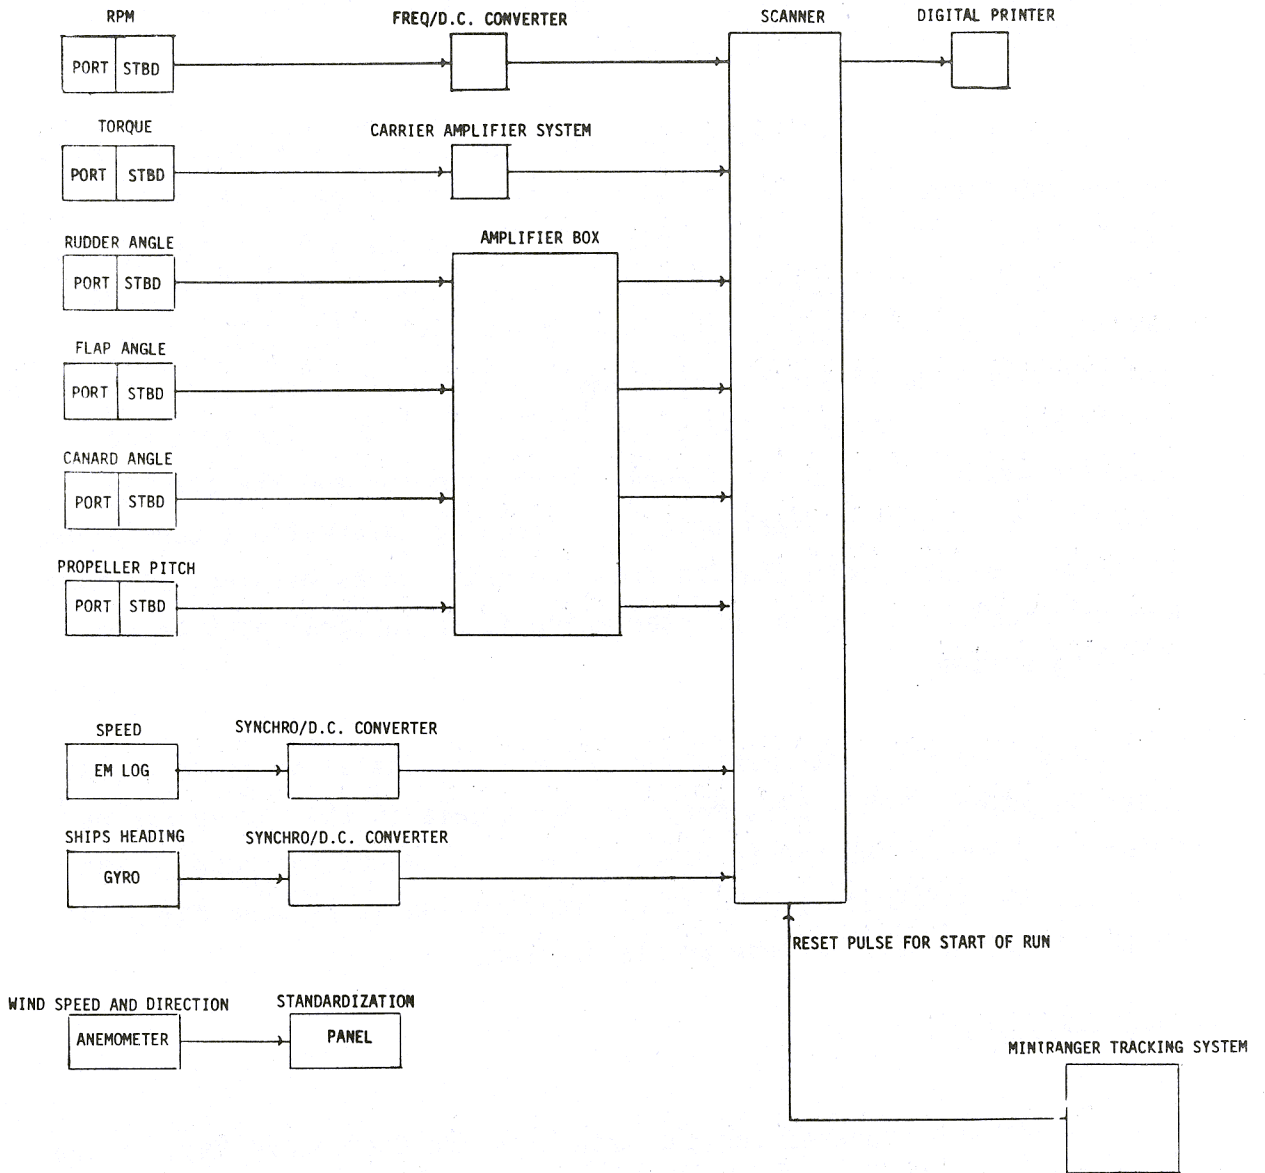 RPM
FREQ/D.C. CONVERTER
SCANNER
DIGITAL PRINTER
PORT STBD
TORQUE
CARRIER AMPLIFIER SYSTEM
PORT STBD
RUDDER ANGLE
AMPLIFIER BOX
PORT STBD
FLAP ANGLE
PORT STBD
CANARD ANGLE
PORT STBD
PROPELLER PITCH
PORT STBD
SPEED
SYNCHRO/D.C. CONVERTER
EM LOG
SHIPS HEADING
SYNCHRO/D.C. CONVERTER
GYRO
RESET PULSE FOR START OF RUN
WIND SPEED AND DIRECTION
STANDARDIZATION
ANEMOMETER
PANEL
MINIRANGER TRACKING SYSTEM